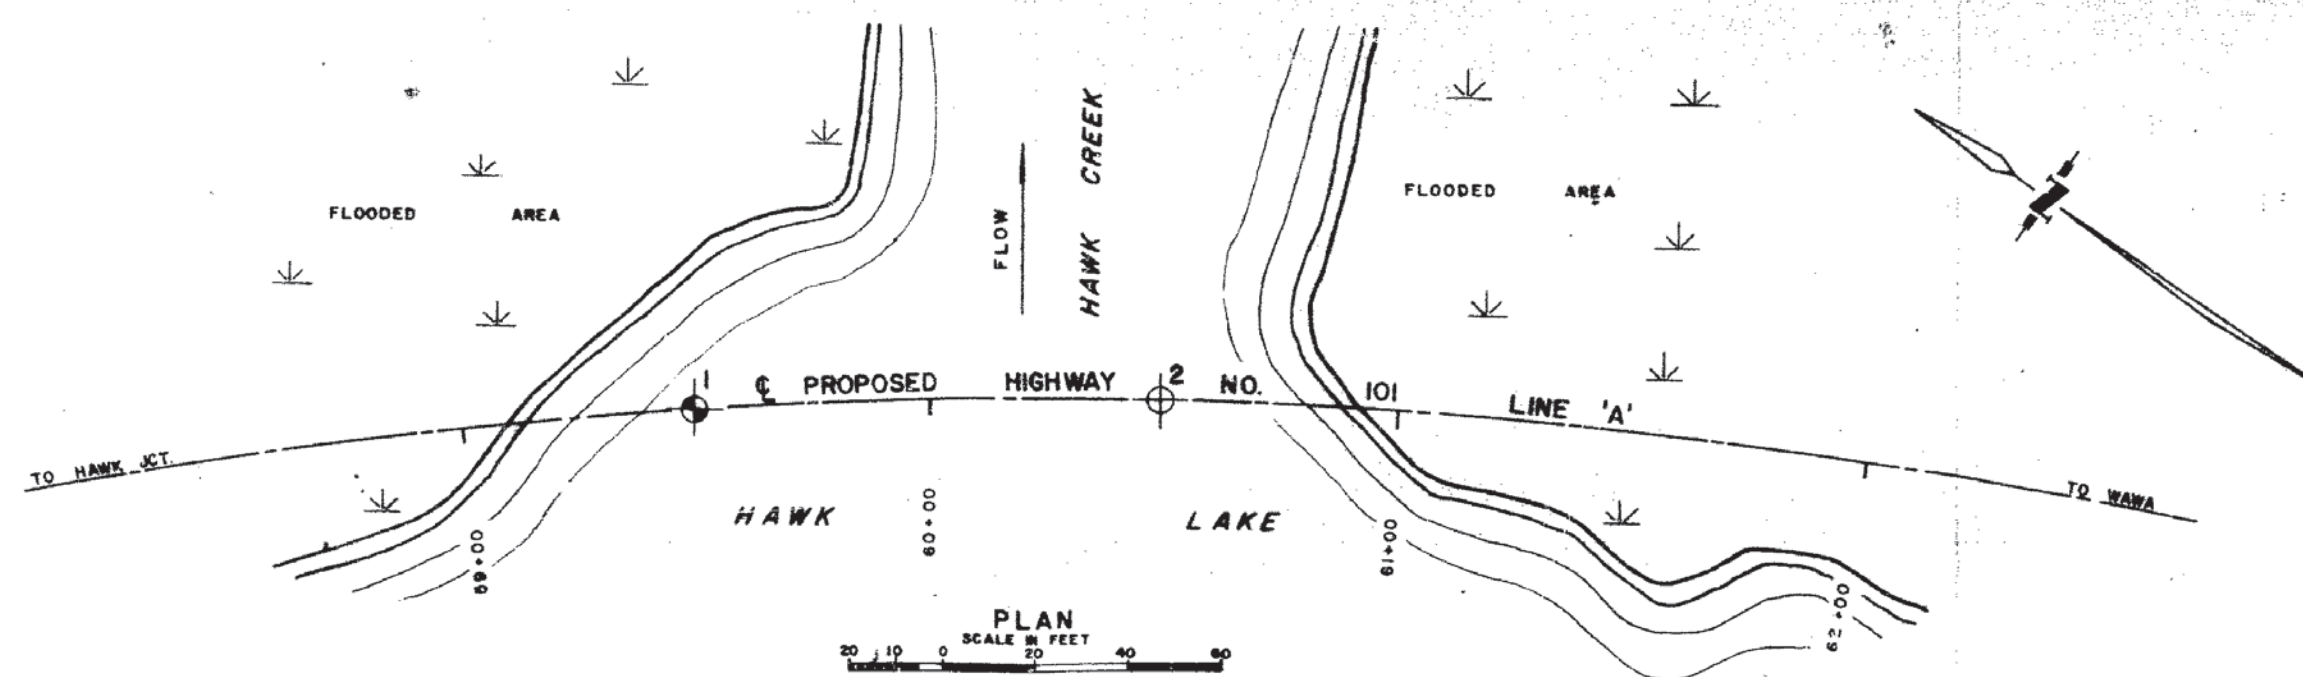 HAWK CREEK
FLOW
FLOODED AREA
FLOODED AREA
1
℄ PROPOSED HIGHWAY NO. 101 LINE 'A'
2
TO HAWK JCT.
TO WAWA
HAWK LAKE
59+00
60+00
61+00
62+00
PLAN
SCALE IN FEET
20 10 0 20 40 60